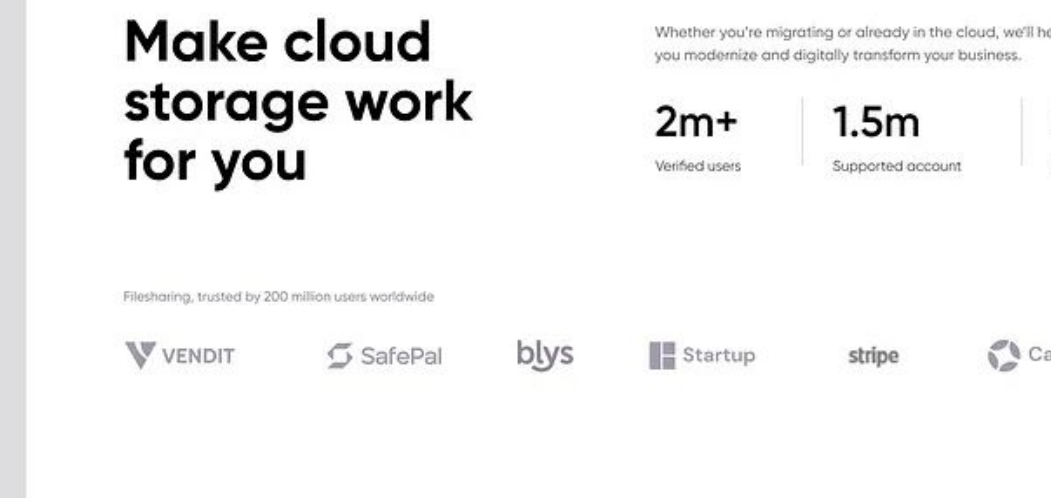 Make cloud
storage work
for you
Whether you're migrating or already in the cloud, we'll
you modernize and digitally transform your business.
2m+
Verified users
1.5m
Supported account
Filesharing, trusted by 200 million users worldwide
VENDIT
SafePal
blys
Startup
stripe